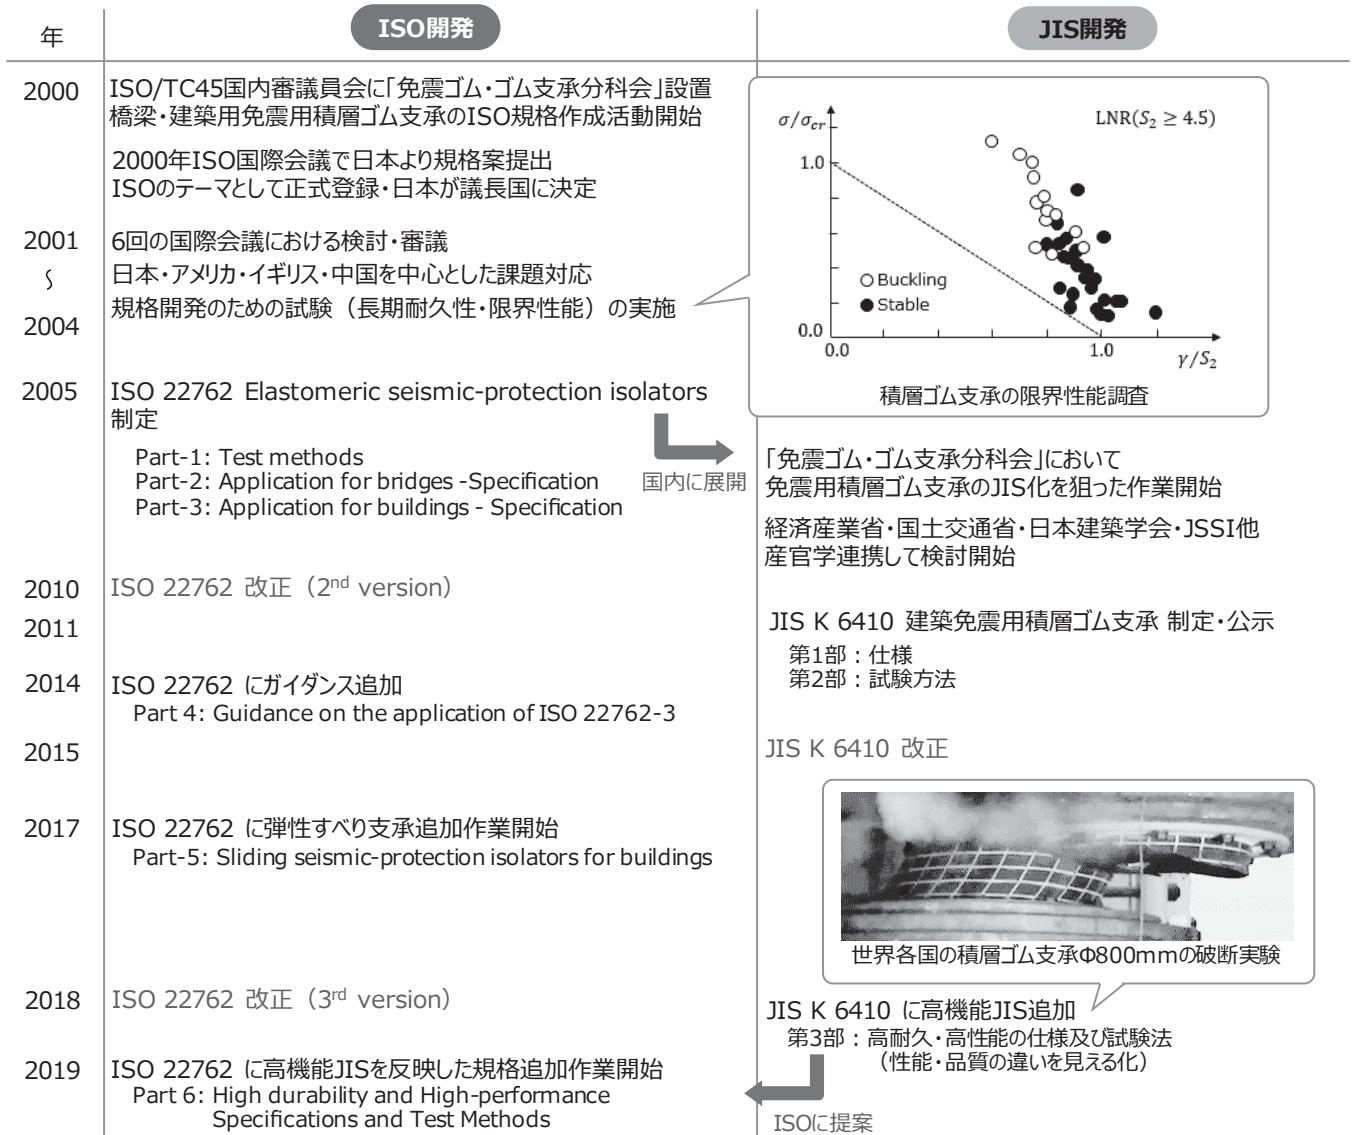 年
ISO開発
JIS開発
2000
ISO/TC45国内審議員会に「免震ゴム・ゴム支承分科会」設置
橋梁・建築用免震用積層ゴム支承のISO規格作成活動開始
2000年ISO国際会議で日本より規格案提出
ISOのテーマとして正式登録・日本が議長国に決定
2001
～
2004
6回の国際会議における検討・審議
日本・アメリカ・イギリス・中国を中心とした課題対応
規格開発のための試験（長期耐久性・限界性能）の実施
σ/σcr
LNR(S₂ ≥ 4.5)
1.0
Buckling
Stable
0.0
0.0
1.0
γ/S₂
積層ゴム支承の限界性能調査
2005
ISO 22762 Elastomeric seismic-protection isolators
制定
Part-1: Test methods
Part-2: Application for bridges -Specification
Part-3: Application for buildings - Specification
国内に展開
「免震ゴム・ゴム支承分科会」において
免震用積層ゴム支承のJIS化を狙った作業開始
経済産業省・国土交通省・日本建築学会・JSSI他
産官学連携して検討開始
2010
ISO 22762 改正（2nd version）
2011
JIS K 6410 建築免震用積層ゴム支承 制定・公示
第1部：仕様
第2部：試験方法
2014
ISO 22762 にガイダンス追加
Part 4: Guidance on the application of ISO 22762-3
2015
JIS K 6410 改正
2017
ISO 22762 に弾性すべり支承追加作業開始
Part-5: Sliding seismic-protection isolators for buildings
世界各国の積層ゴム支承Φ800mmの破断実験
2018
ISO 22762 改正（3rd version）
JIS K 6410 に高機能JIS追加
第3部：高耐久・高性能の仕様及び試験法
（性能・品質の違いを見える化）
2019
ISO 22762 に高機能JISを反映した規格追加作業開始
Part 6: High durability and High-performance
Specifications and Test Methods
ISOに提案